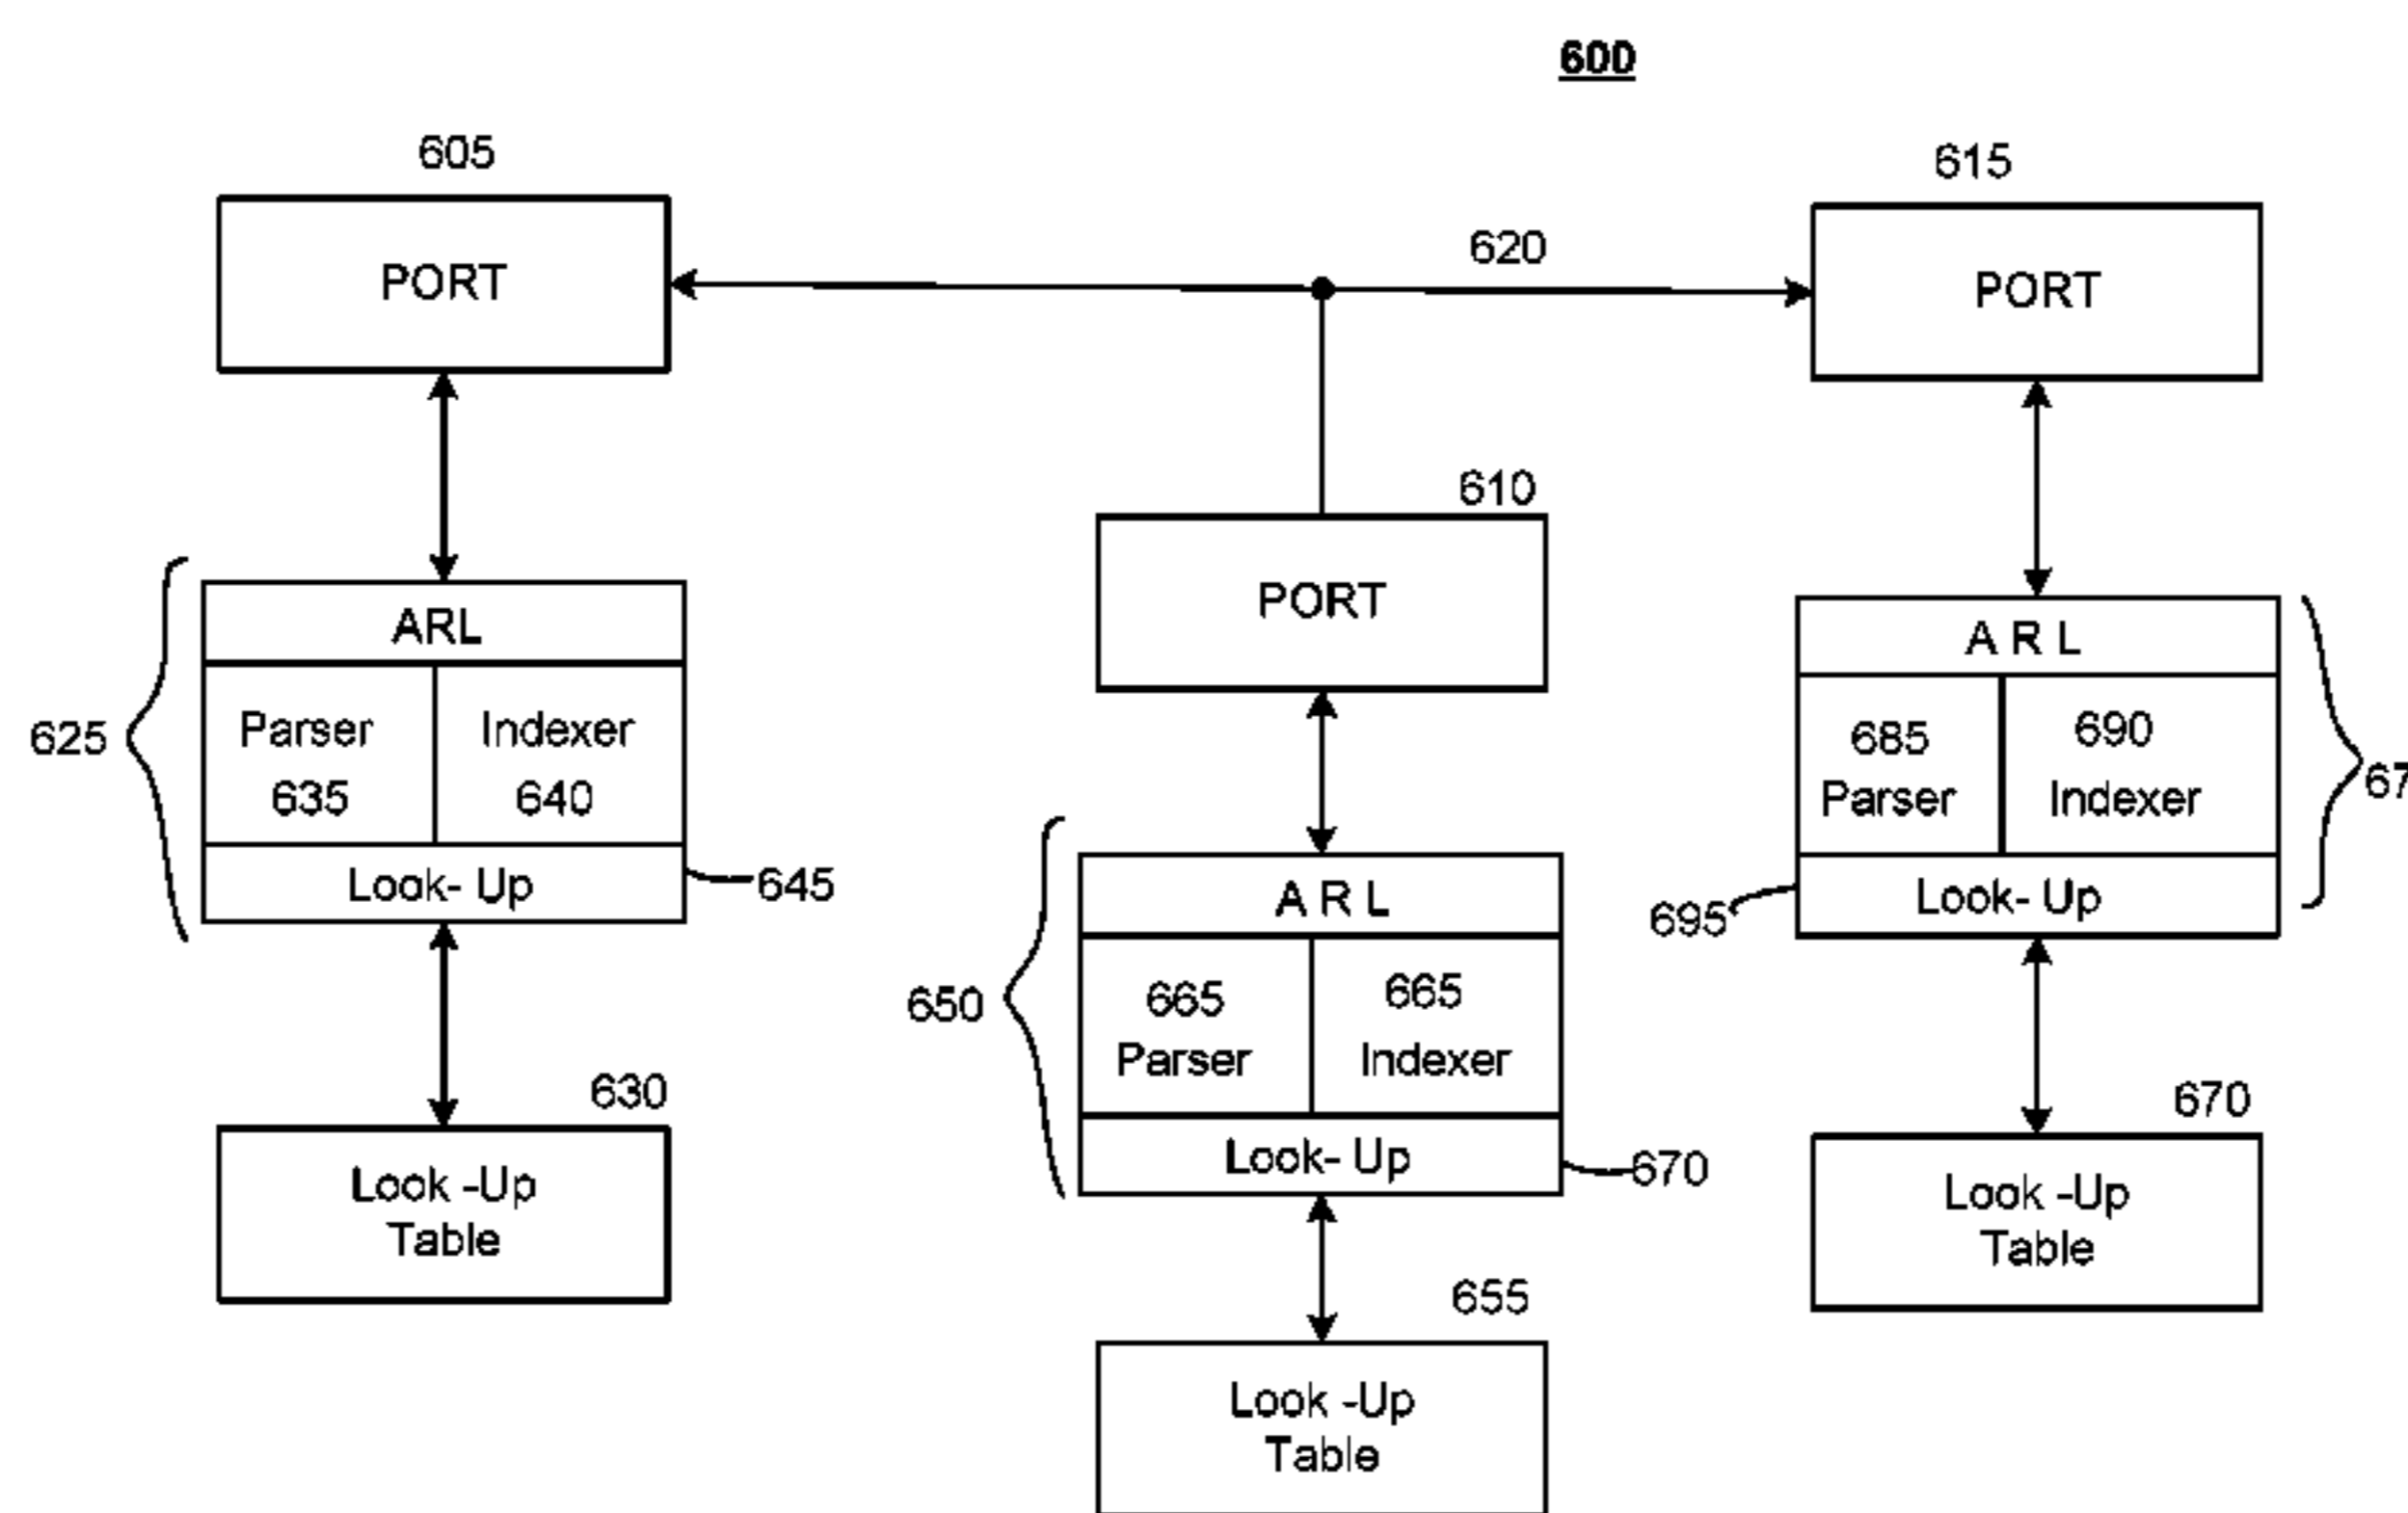 600
605
PORT
620
615
PORT
610
PORT
625
ARL
Parser
635
Indexer
640
Look- Up
645
630
Look -Up
Table
650
A R L
665
Parser
665
Indexer
Look- Up
670
655
Look -Up
Table
A R L
685
Parser
690
Indexer
Look- Up
695
670
Look -Up
Table